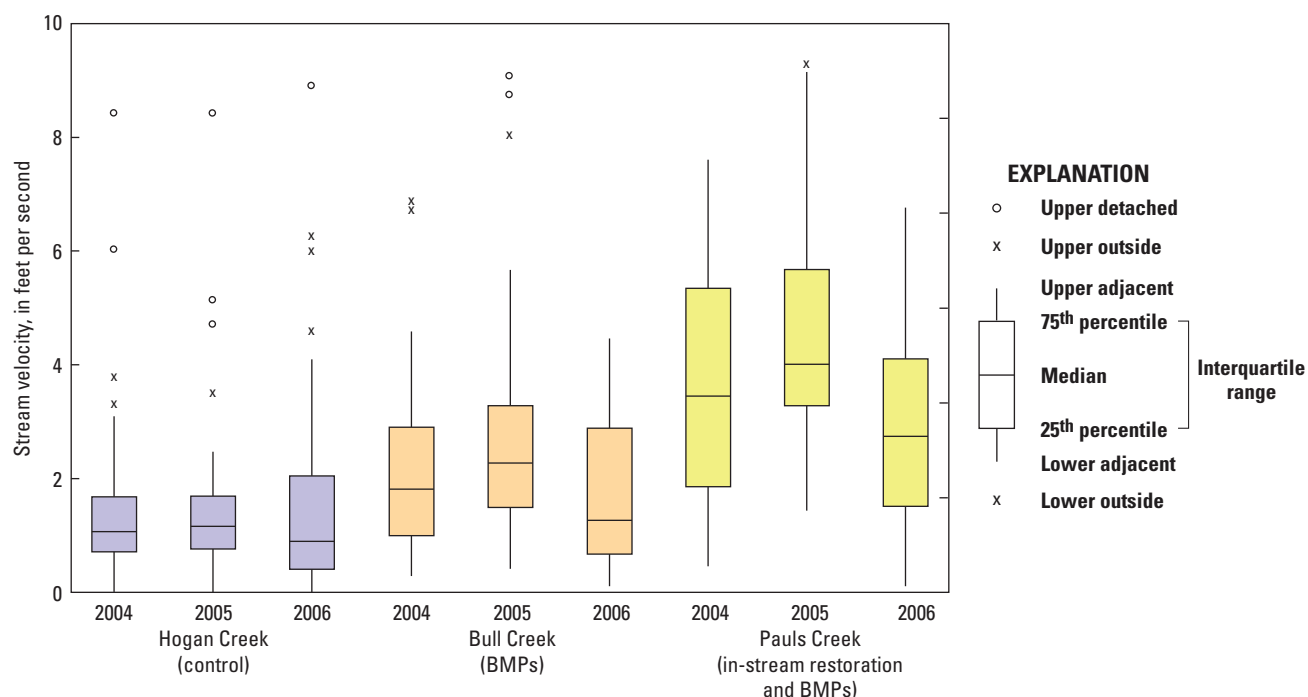 Stream velocity, in feet per second
10
8
6
4
2
0
2004 2005 2006 2004 2005 2006 2004 2005 2006
Hogan Creek
(control)
Bull Creek
(BMPs)
Pauls Creek
(in-stream restoration
and BMPs)
EXPLANATION
o Upper detached
x Upper outside
Upper adjacent
75th percentile
Median
Interquartile
range
25th percentile
Lower adjacent
x Lower outside